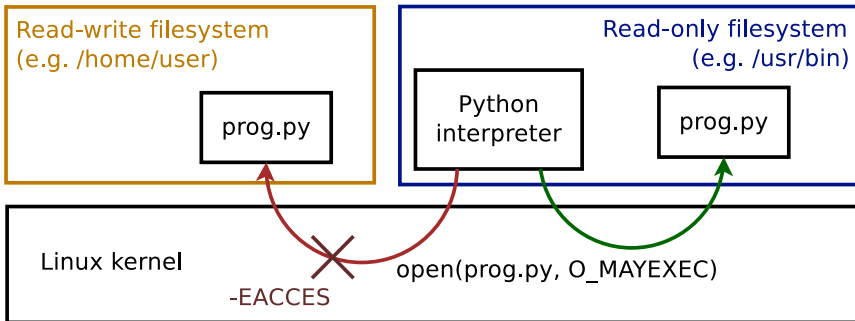 Read-write filesystem
(e.g. /home/user)
prog.py
Read-only filesystem
(e.g. /usr/bin)
Python
interpreter
prog.py
Linux kernel
-EACCES
open(prog.py, O_MAYEXEC)